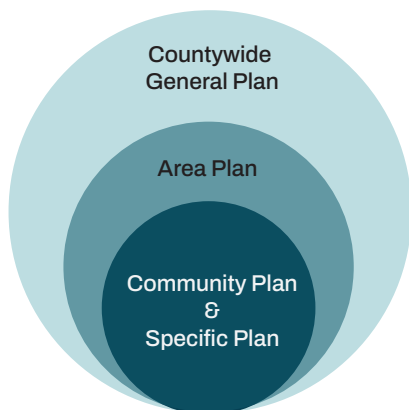 Countywide
General Plan
Area Plan
Community Plan
&
Specific Plan